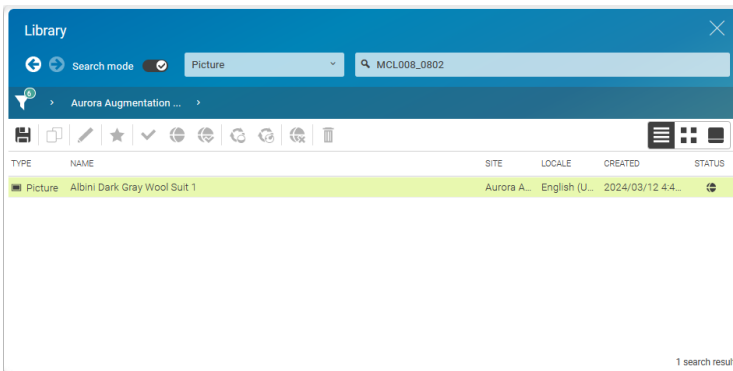 Library
Search mode Picture MCL008_0802
6
Aurora Augmentation ...
TYPE NAME SITE LOCALE CREATED STATUS
Picture Albini Dark Gray Wool Suit 1 Aurora A... English (U... 2024/03/12 4:4...
1 search resul